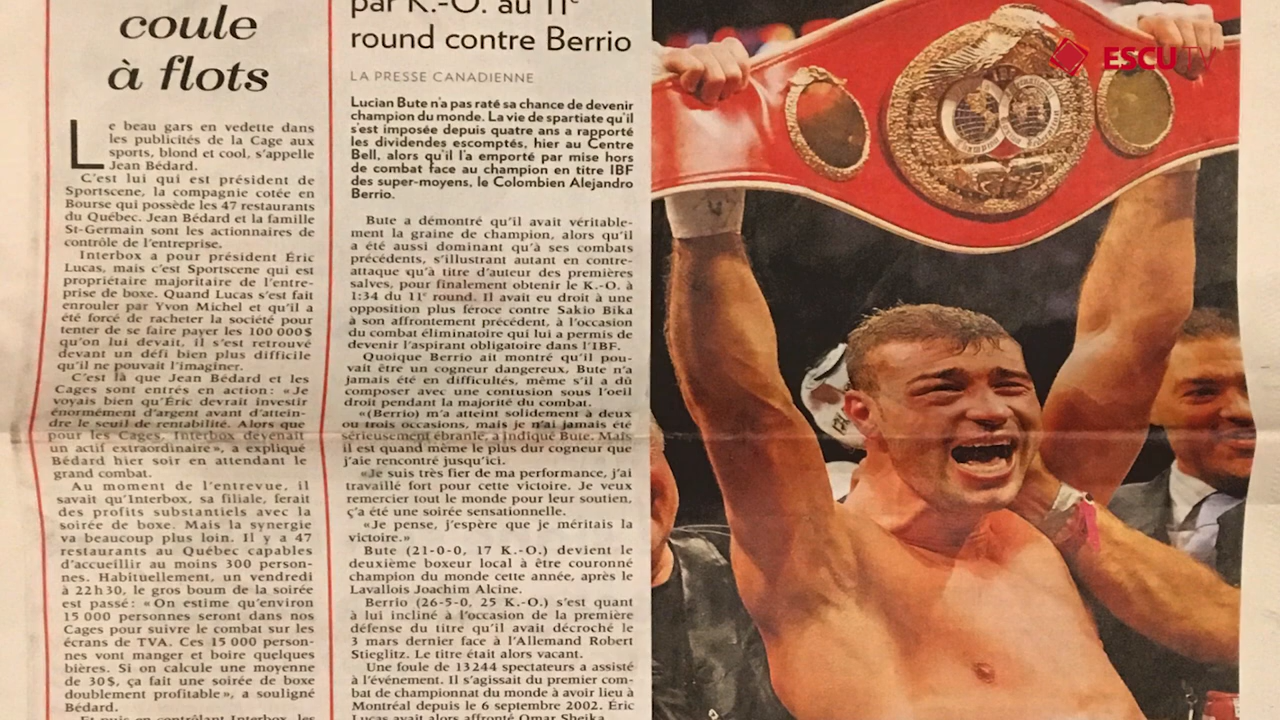 coule
à flots
Le beau gars en vedette dans
les publicités de la Cage aux
sports, blond et cool, s'appelle
Jean Bédard.
C'est lui qui est président de
Sportscene, la compagnie cotée en
Bourse qui possède les 47 restaurants
du Québec. Jean Bédard et la famille
St-Germain sont les actionnaires de
contrôle de l'entreprise.
Interbox a pour président Éric
Lucas, mais c'est Sportscene qui est
propriétaire majoritaire de l'entre-
prise de boxe. Quand Lucas s'est fait
enrouler par Yvon Michel et qu'il a
été forcé de racheter la société pour
tenter de se faire payer les 100 000 $
qu'on lui devait, il s'est retrouvé
devant un défi bien plus difficile
qu'il ne pouvait l'imaginer.
C'est là que Jean Bédard et les
Cages sont entrés en action : « Je
voyais bien qu'Éric devrait investir
énormément d'argent avant d'attein-
dre le seuil de rentabilité. Alors que
pour les Cages, Interbox devenait
un actif extraordinaire », a expliqué
Bédard hier soir en attendant le
grand combat.
Au moment de l'entrevue, il
savait qu'Interbox, sa filiale, ferait
des profits substantiels avec la
soirée de boxe. Mais la synergie
va beaucoup plus loin. Il y a 47
restaurants au Québec capables
d'accueillir au moins 300 person-
nes. Habituellement, un vendredi
à 22 h 30, le gros boum de la soirée
est passé : « On estime qu'environ
15 000 personnes seront dans nos
Cages pour suivre le combat sur les
écrans de TVA. Ces 15 000 person-
nes vont manger et boire quelques
bières. Si on calcule une moyenne
de 30 $, ça fait une soirée de boxe
doublement profitable », a souligné
Bédard.
Et puis en contrôlant Interbox, les
par K.-O. au 11e
round contre Berrio
LA PRESSE CANADIENNE
Lucian Bute n'a pas raté sa chance de devenir
champion du monde. La vie de spartiate qu'il
s'est imposée depuis quatre ans a rapporté
les dividendes escomptés, hier au Centre
Bell, alors qu'il l'a emporté par mise hors
de combat face au champion en titre IBF
des super-moyens, le Colombien Alejandro
Berrio.
Bute a démontré qu'il avait véritable-
ment la graine de champion, alors qu'il
a été aussi dominant qu'à ses combats
précédents, s'illustrant autant en contre-
attaque qu'à titre d'auteur des premières
salves, pour finalement obtenir le K.-O. à
1:34 du 11e round. Il avait eu droit à une
opposition plus féroce contre Sakio Bika
à son affrontement précédent, à l'occasion
du combat éliminatoire qui lui a permis de
devenir l'aspirant obligatoire dans l'IBF.
Quoique Berrio ait montré qu'il pou-
vait être un cogneur dangereux, Bute n'a
jamais été en difficultés, même s'il a dû
composer avec une contusion sous l'oeil
droit pendant la majorité du combat.
« (Berrio) m'a atteint solidement à deux
ou trois occasions, mais je n'ai jamais été
sérieusement ébranlé, a indiqué Bute. Mais
il est quand même le plus dur cogneur que
j'aie rencontré jusqu'ici.
« Je suis très fier de ma performance, j'ai
travaillé fort pour cette victoire. Je veux
remercier tout le monde pour leur soutien,
ç'a été une soirée sensationnelle.
« Je pense, j'espère que je méritais la
victoire. »
Bute (21-0-0, 17 K.-O.) devient le
deuxième boxeur local à être couronné
champion du monde cette année, après le
Lavallois Joachim Alcine.
Berrio (26-5-0, 25 K.-O.) s'est quant
à lui incliné à l'occasion de la première
défense du titre qu'il avait décroché le
3 mars dernier face à l'Allemand Robert
Stieglitz. Le titre était alors vacant.
Une foule de 13 244 spectateurs a assisté
à l'événement. Il s'agissait du premier com-
bat de championnat du monde à avoir lieu à
Montréal depuis le 6 septembre 2002. Éric
Lucas avait alors affronté Omar Sheika.
ESCU TV